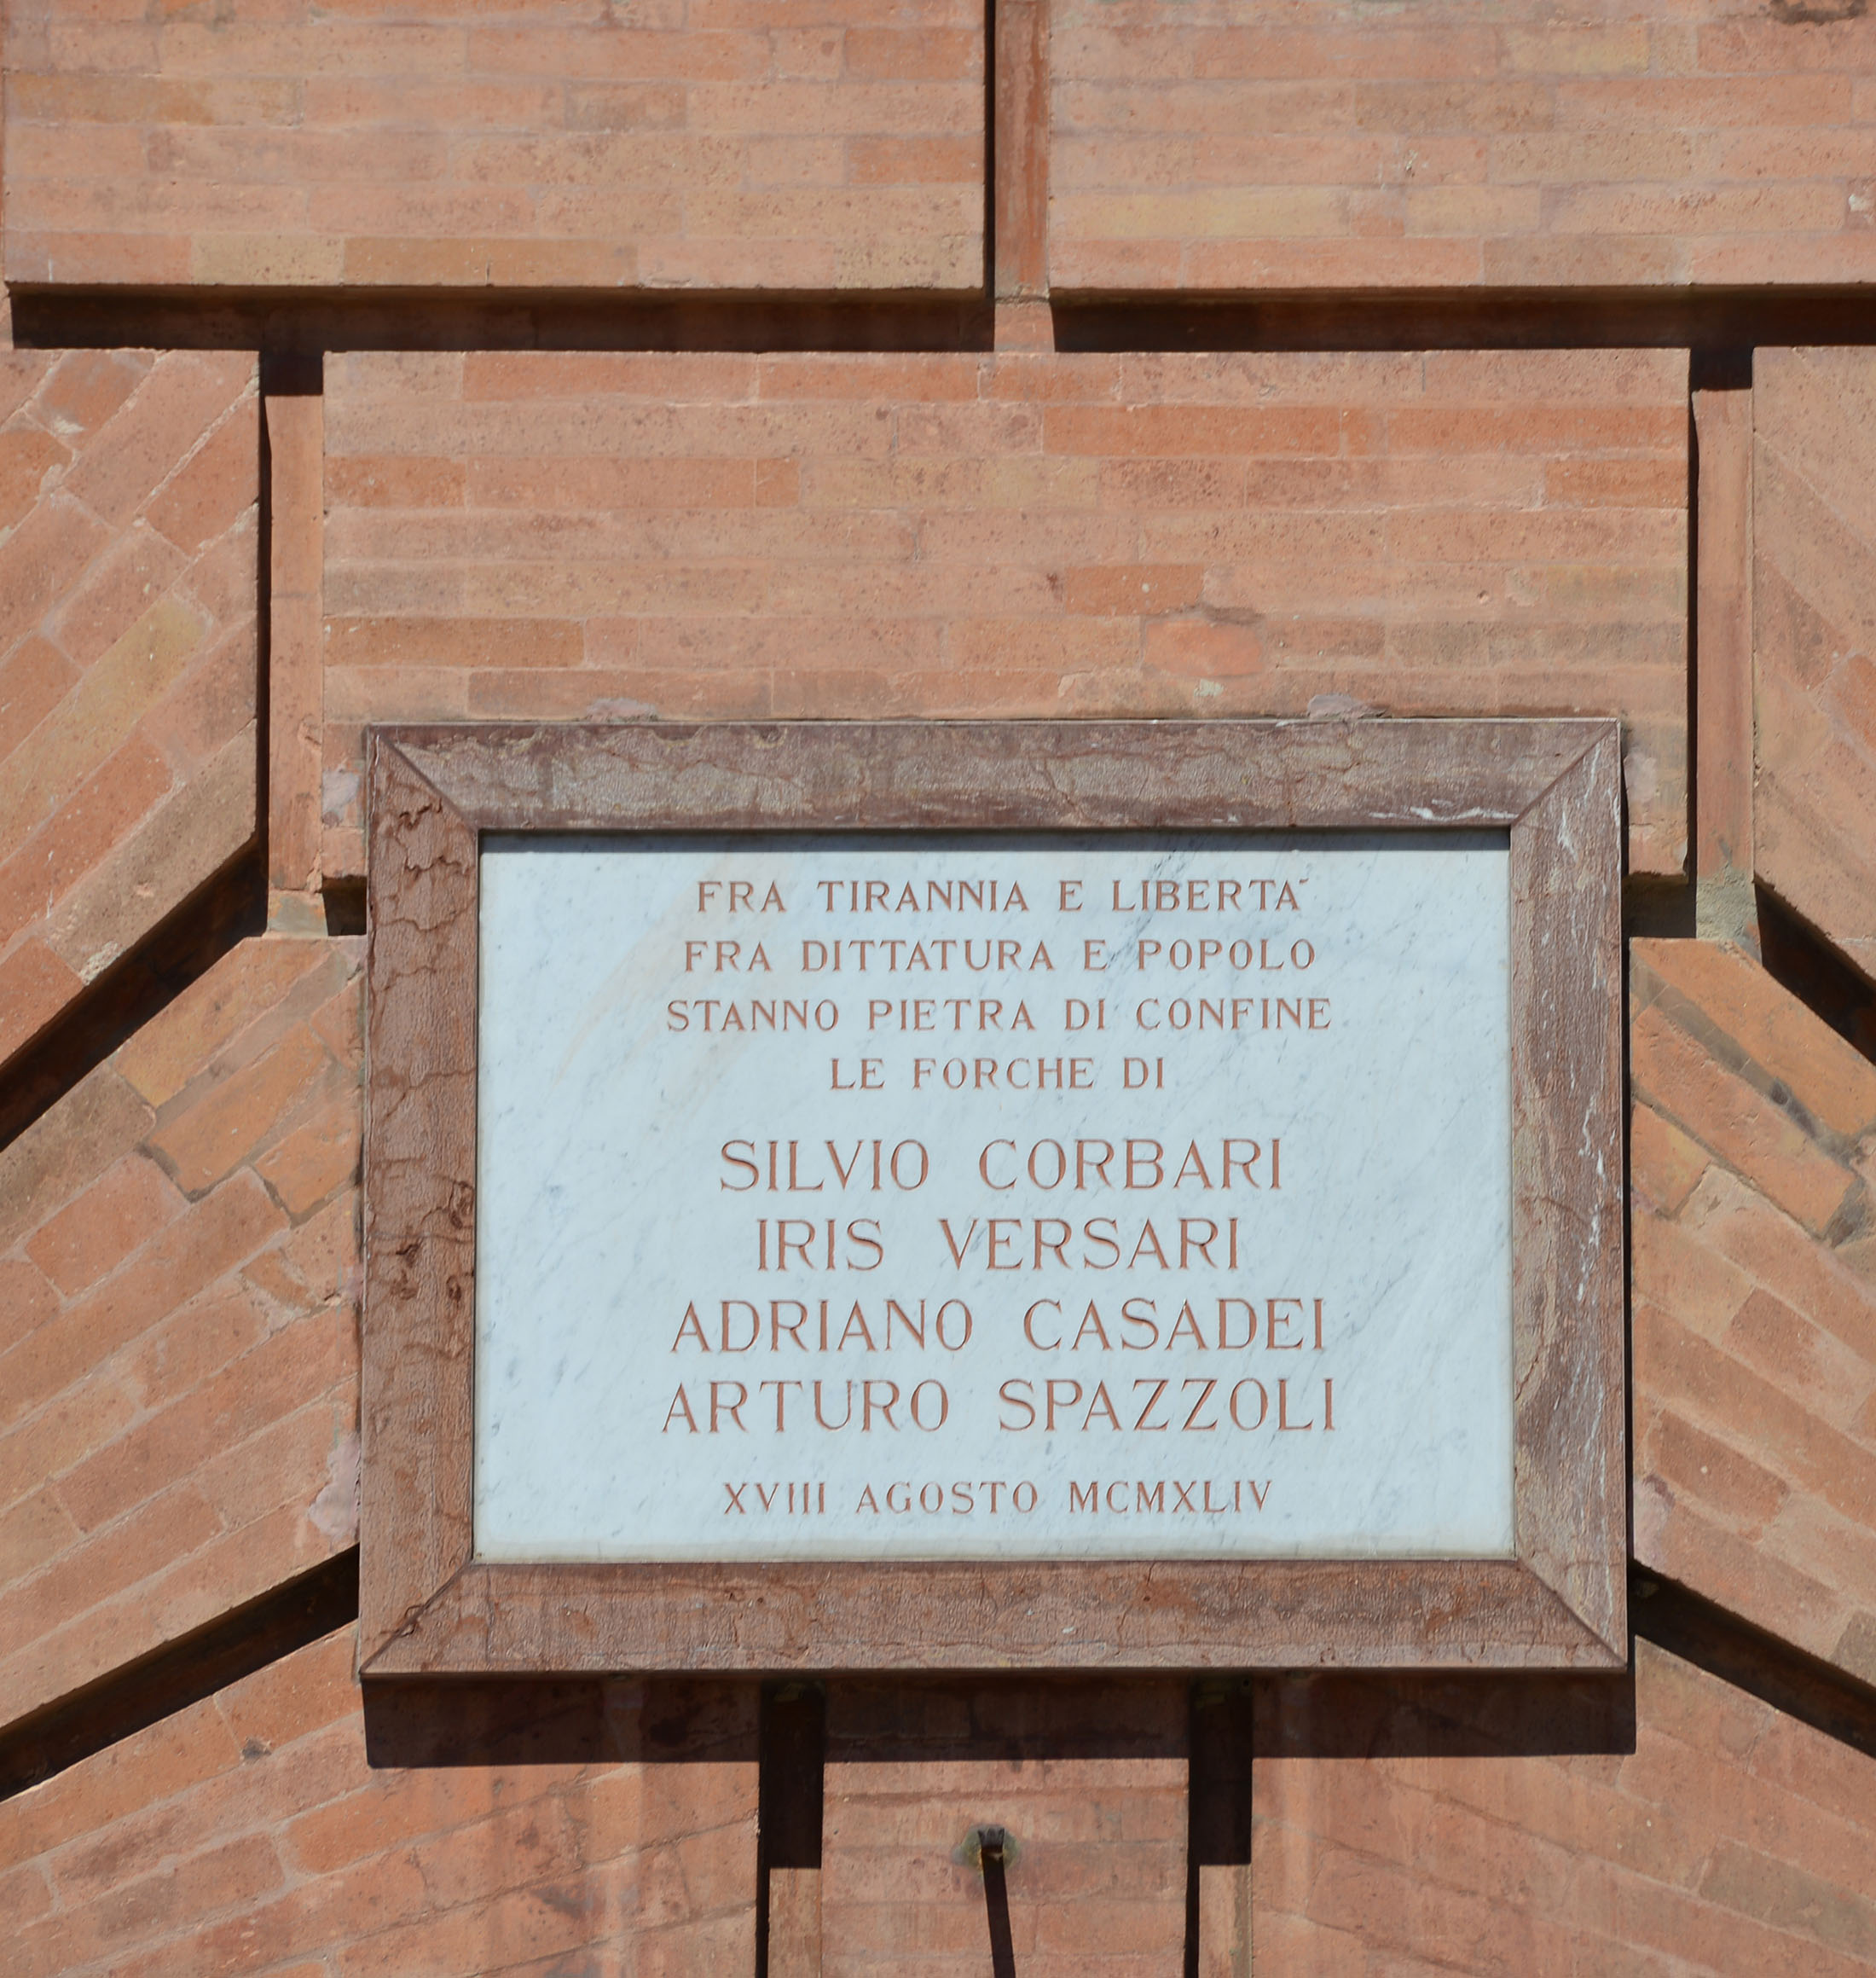 FRA TIRANNIA E LIBERTA´
FRA DITTATURA E POPOLO
STANNO PIETRA DI CONFINE
LE FORCHE DI
SILVIO CORBARI
IRIS VERSARI
ADRIANO CASADEI
ARTURO SPAZZOLI
XVIII AGOSTO MCMXLIV